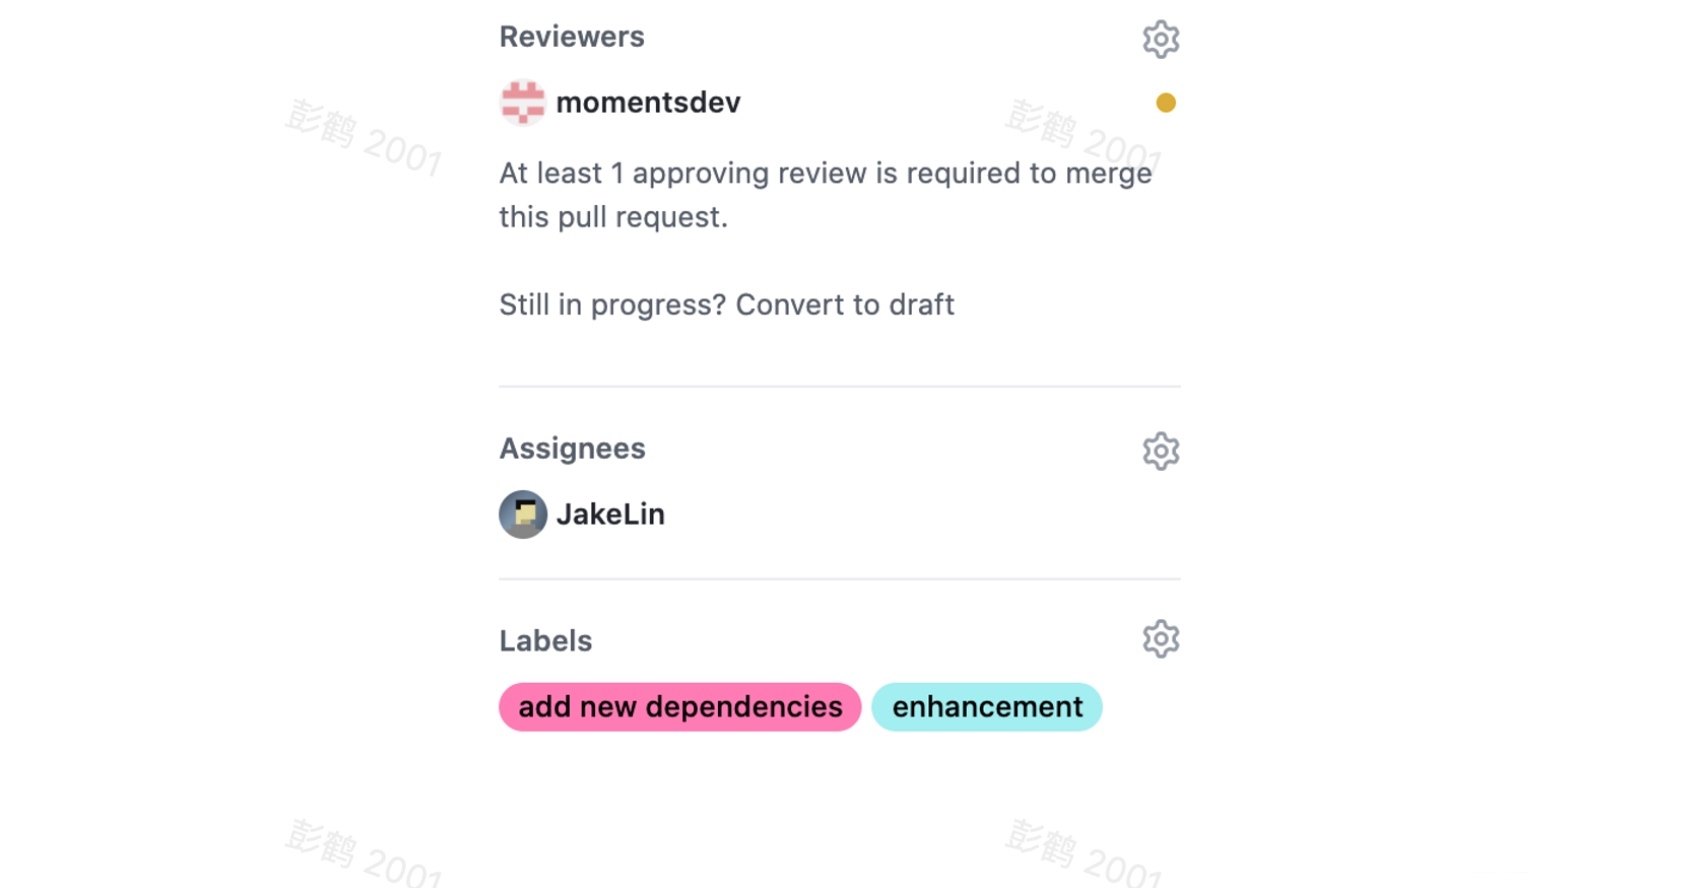 Reviewers
momentsdev
彭鹤 2001
彭鹤 2001
At least 1 approving review is required to merge
this pull request.
Still in progress? Convert to draft
Assignees
JakeLin
Labels
add new dependencies enhancement
彭鹤 2001
彭鹤 2001